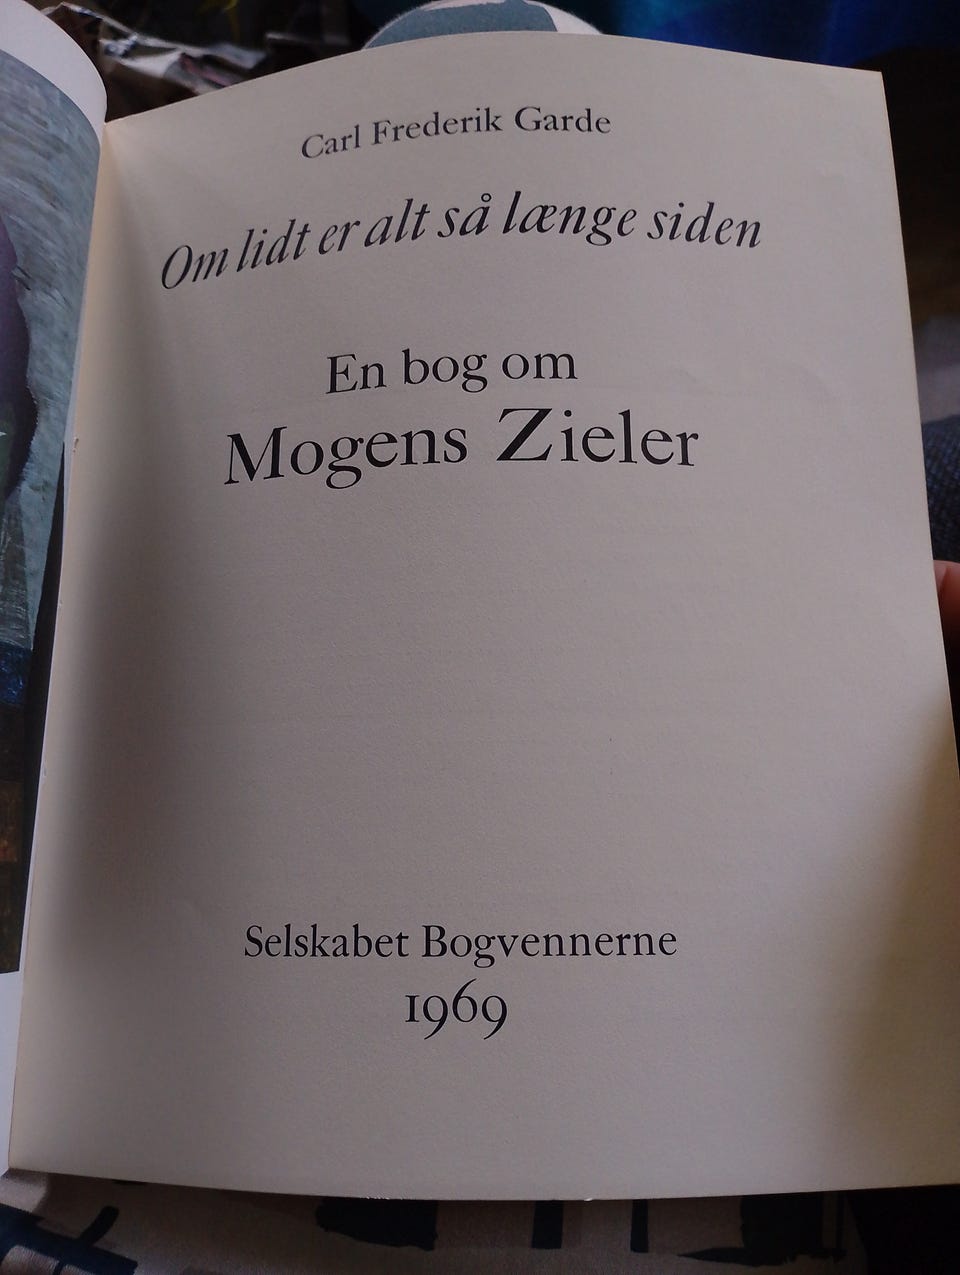 Carl Frederik Garde
Om lidt er alt så længe siden
En bog om
Mogens Zieler
Selskabet Bogvennerne
1969